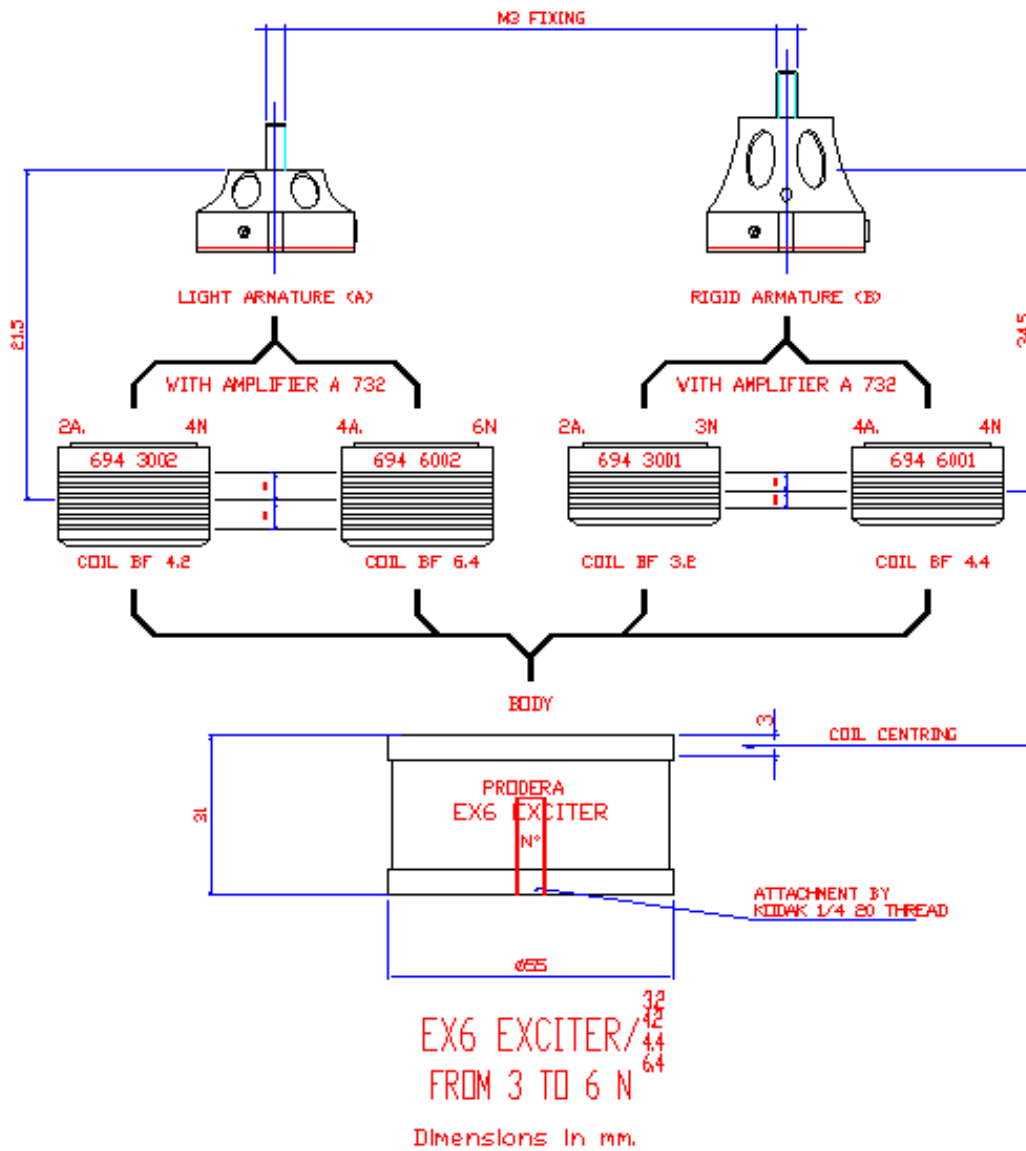 M3 FIXING
LIGHT ARNATURE (A)
RIGID ARMATURE (B)
21.5
34.5
WITH AMPLIFIER A 732
WITH AMPLIFIER A 732
2A. 4N 4A. 6N 2A. 3N 4A. 4N
694 3002 694 6002 694 3001 694 6001
COIL BF 4.2 COIL BF 6.4 COIL BF 3.2 COIL BF 4.4
BODY
3
COIL CENTRING
31
PRODERA
EX6 EXCITER
N°
ATTACHMENT BY
KODAK 1/4 20 THREAD
Ø55
EX6 EXCITER/
3.2
4.2
4.4
6.4
FROM 3 TO 6 N
Dimensions in mm.